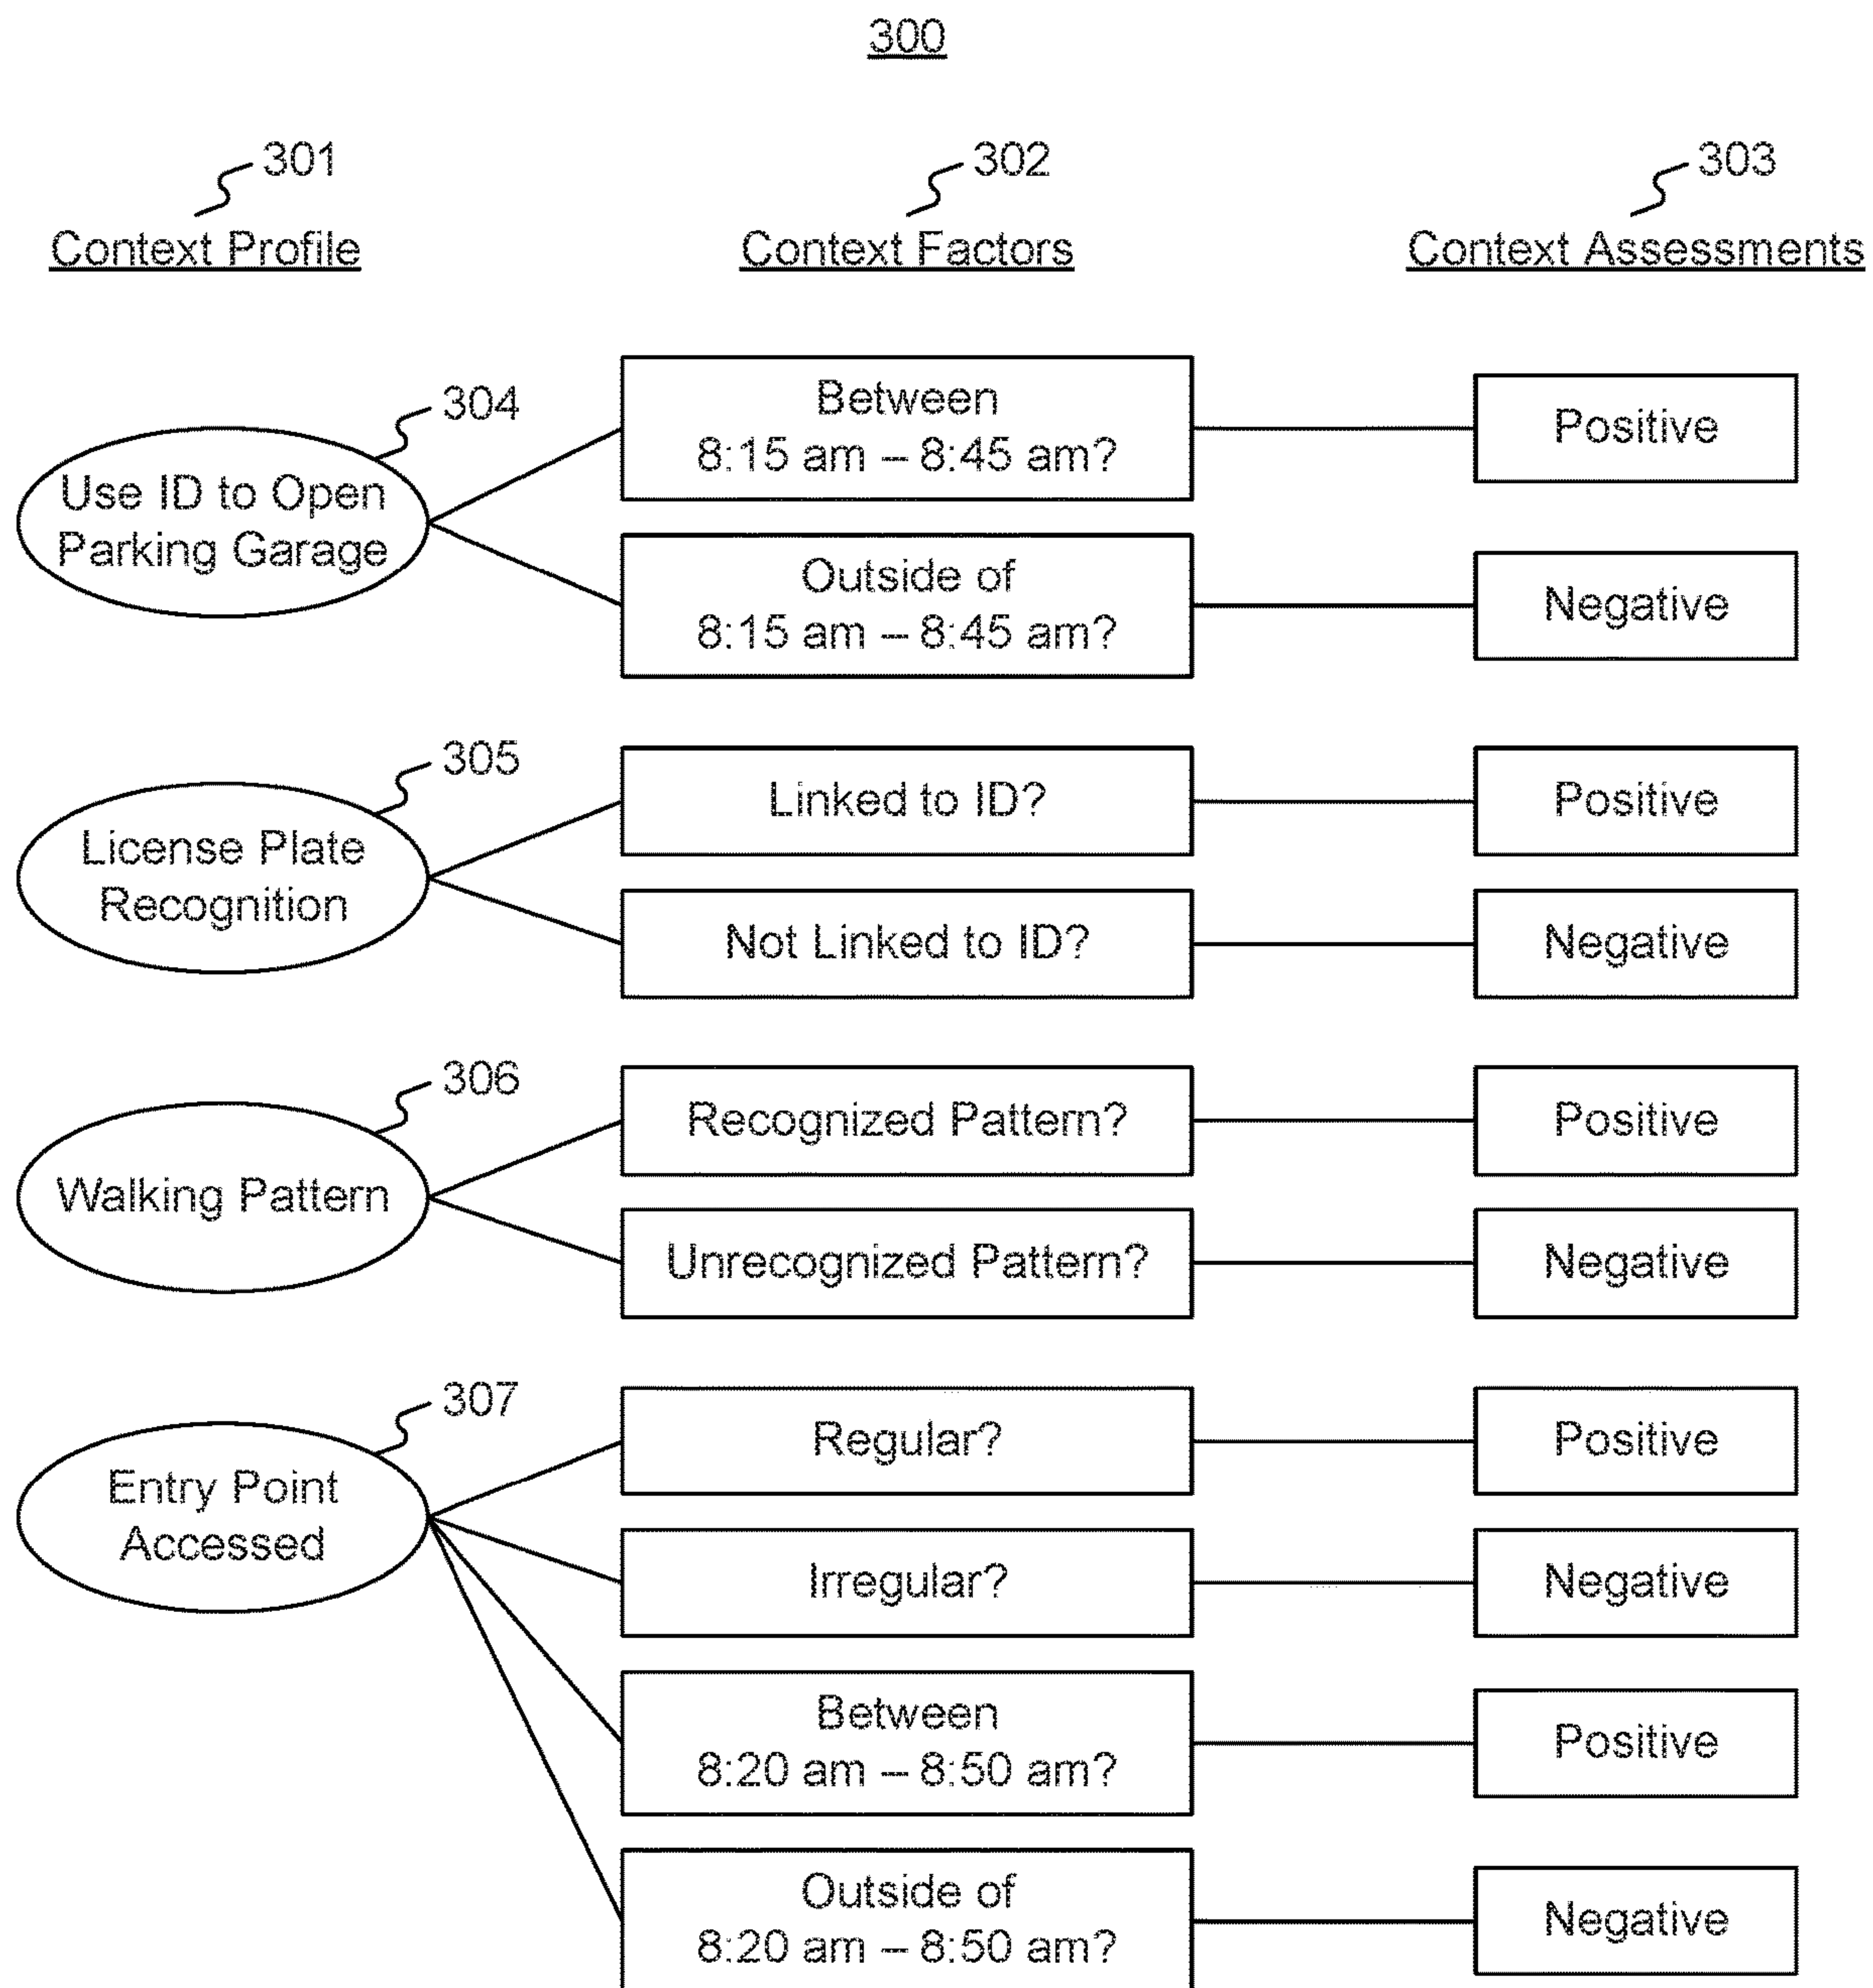 300
301
302
303
Context Profile
Context Factors
Context Assessments
304
Use ID to Open
Parking Garage
Between
8:15 am – 8:45 am?
Positive
Outside of
8:15 am – 8:45 am?
Negative
305
License Plate
Recognition
Linked to ID?
Positive
Not Linked to ID?
Negative
306
Walking Pattern
Recognized Pattern?
Positive
Unrecognized Pattern?
Negative
307
Entry Point
Accessed
Regular?
Positive
Irregular?
Negative
Between
8:20 am – 8:50 am?
Positive
Outside of
8:20 am – 8:50 am?
Negative